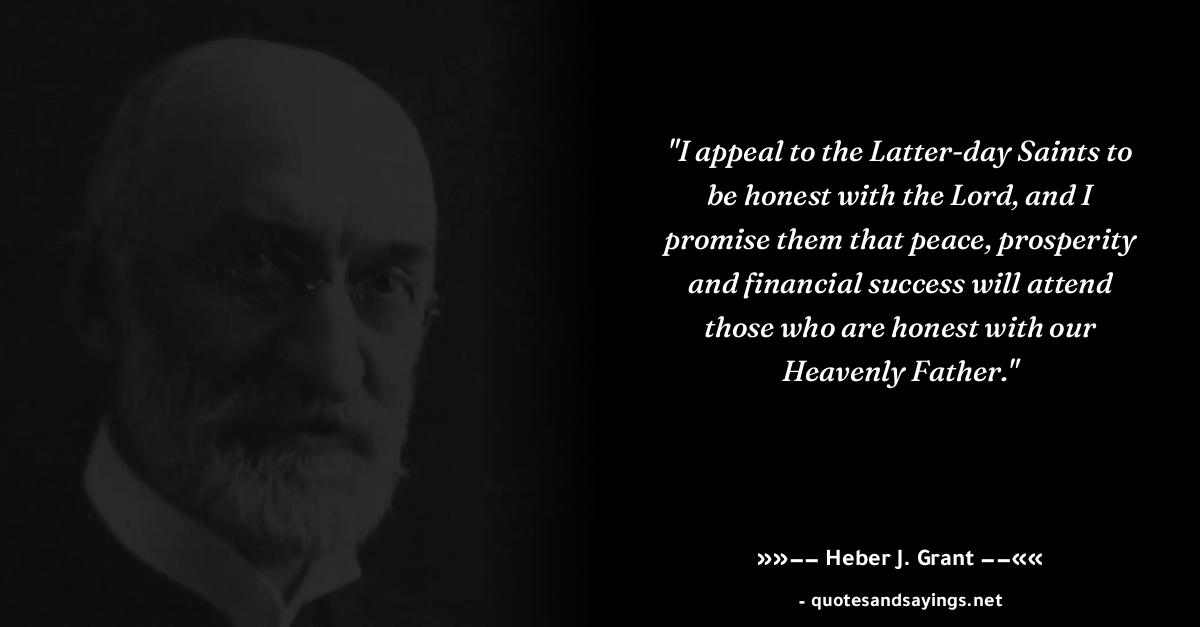 "I appeal to the Latter-day Saints to
be honest with the Lord, and I
promise them that peace, prosperity
and financial success will attend
those who are honest with our
Heavenly Father."
»»−− Heber J. Grant −−««
- quotesandsayings.net